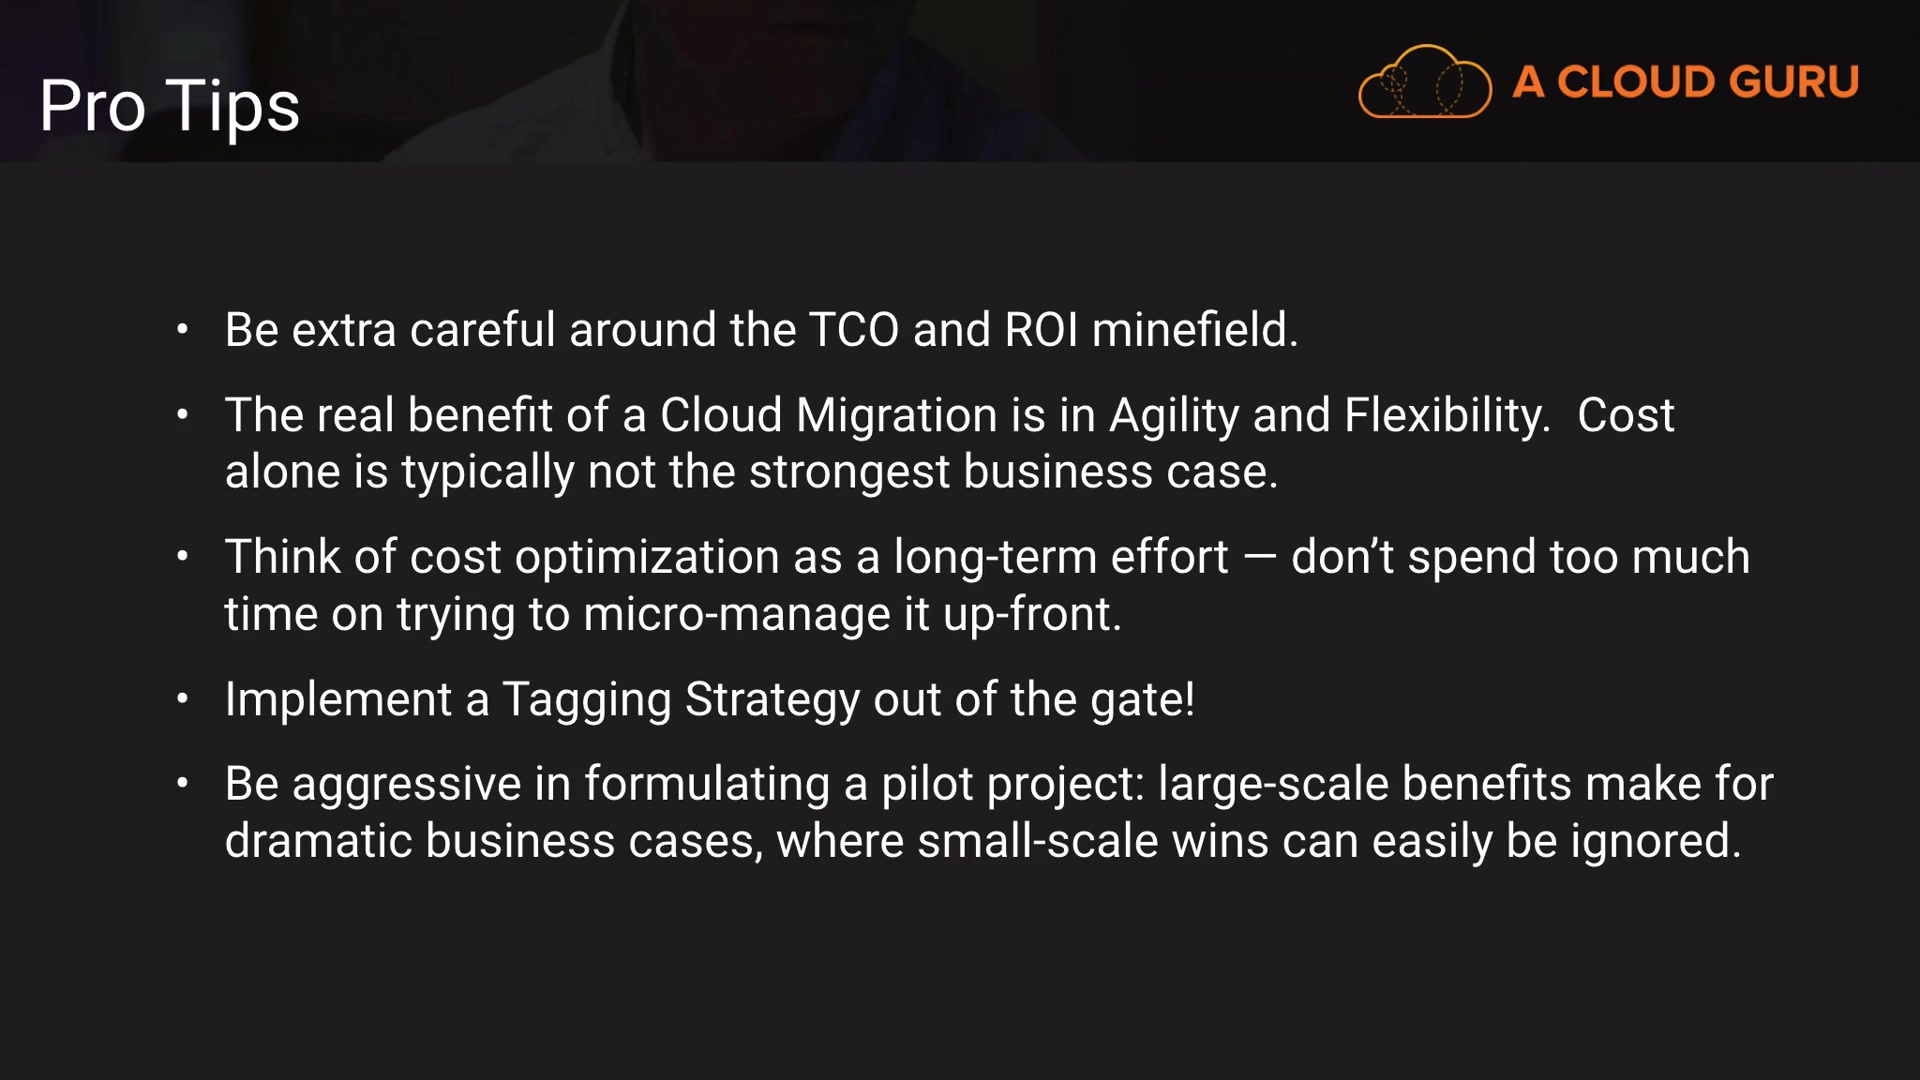 Pro Tips
A CLOUD GURU
• Be extra careful around the TCO and ROI minefield.
• The real benefit of a Cloud Migration is in Agility and Flexibility.  Cost
alone is typically not the strongest business case.
• Think of cost optimization as a long-term effort — don’t spend too much
time on trying to micro-manage it up-front.
• Implement a Tagging Strategy out of the gate!
• Be aggressive in formulating a pilot project: large-scale benefits make for
dramatic business cases, where small-scale wins can easily be ignored.